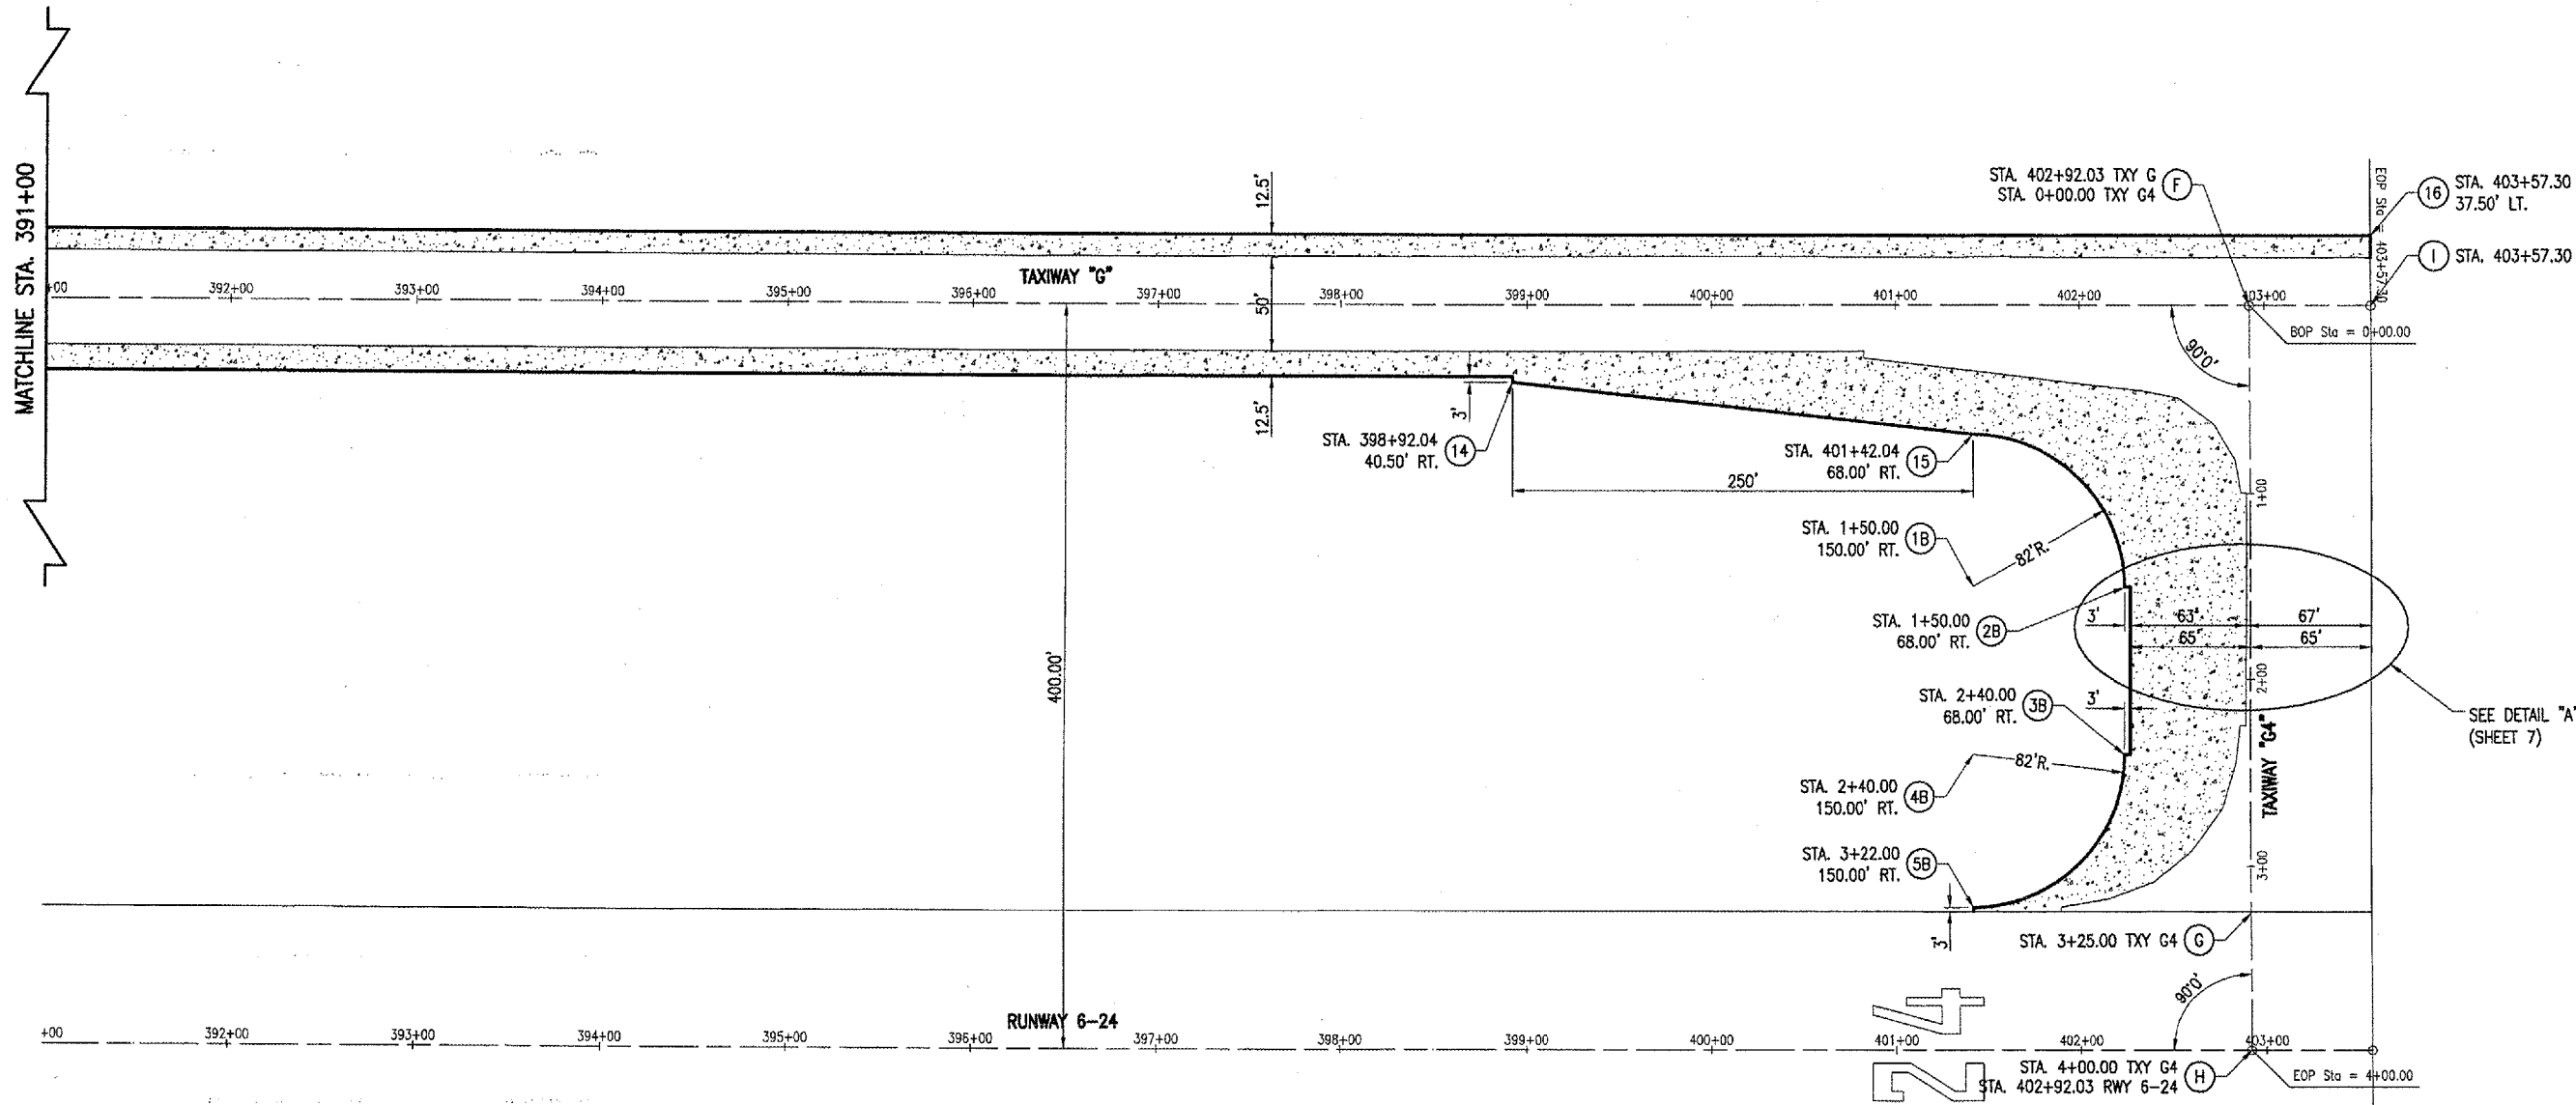 MATCHLINE STA. 391+00
12.5'
STA. 402+92.03 TXY G
STA. 0+00.00 TXY G4
F
EOP Sta = 403+57.30
16
STA. 403+57.30
37.50' LT.
I
STA. 403+57.30
TAXIWAY "G"
+00
392+00
393+00
394+00
395+00
396+00
397+00
398+00
399+00
400+00
401+00
402+00
403+00
50'
BOP Sta = 0+00.00
90°0'
12.5'
3'
STA. 398+92.04
40.50' RT.
14
STA. 401+42.04
68.00' RT.
15
250'
1+00
STA. 1+50.00
150.00' RT.
1B
82'R.
STA. 1+50.00
68.00' RT.
2B
3'
63'
67'
65'
65'
400.00'
2+00
STA. 2+40.00
68.00' RT.
3B
3'
SEE DETAIL "A"
(SHEET 7)
TAXIWAY "G4"
82'R.
STA. 2+40.00
150.00' RT.
4B
STA. 3+22.00
150.00' RT.
5B
3+00
3'
STA. 3+25.00 TXY G4
G
90°0'
RUNWAY 6-24
24
+00
392+00
393+00
394+00
395+00
396+00
397+00
398+00
399+00
400+00
401+00
402+00
403+00
STA. 4+00.00 TXY G4
STA. 402+92.03 RWY 6-24
H
EOP Sta = 4+00.00